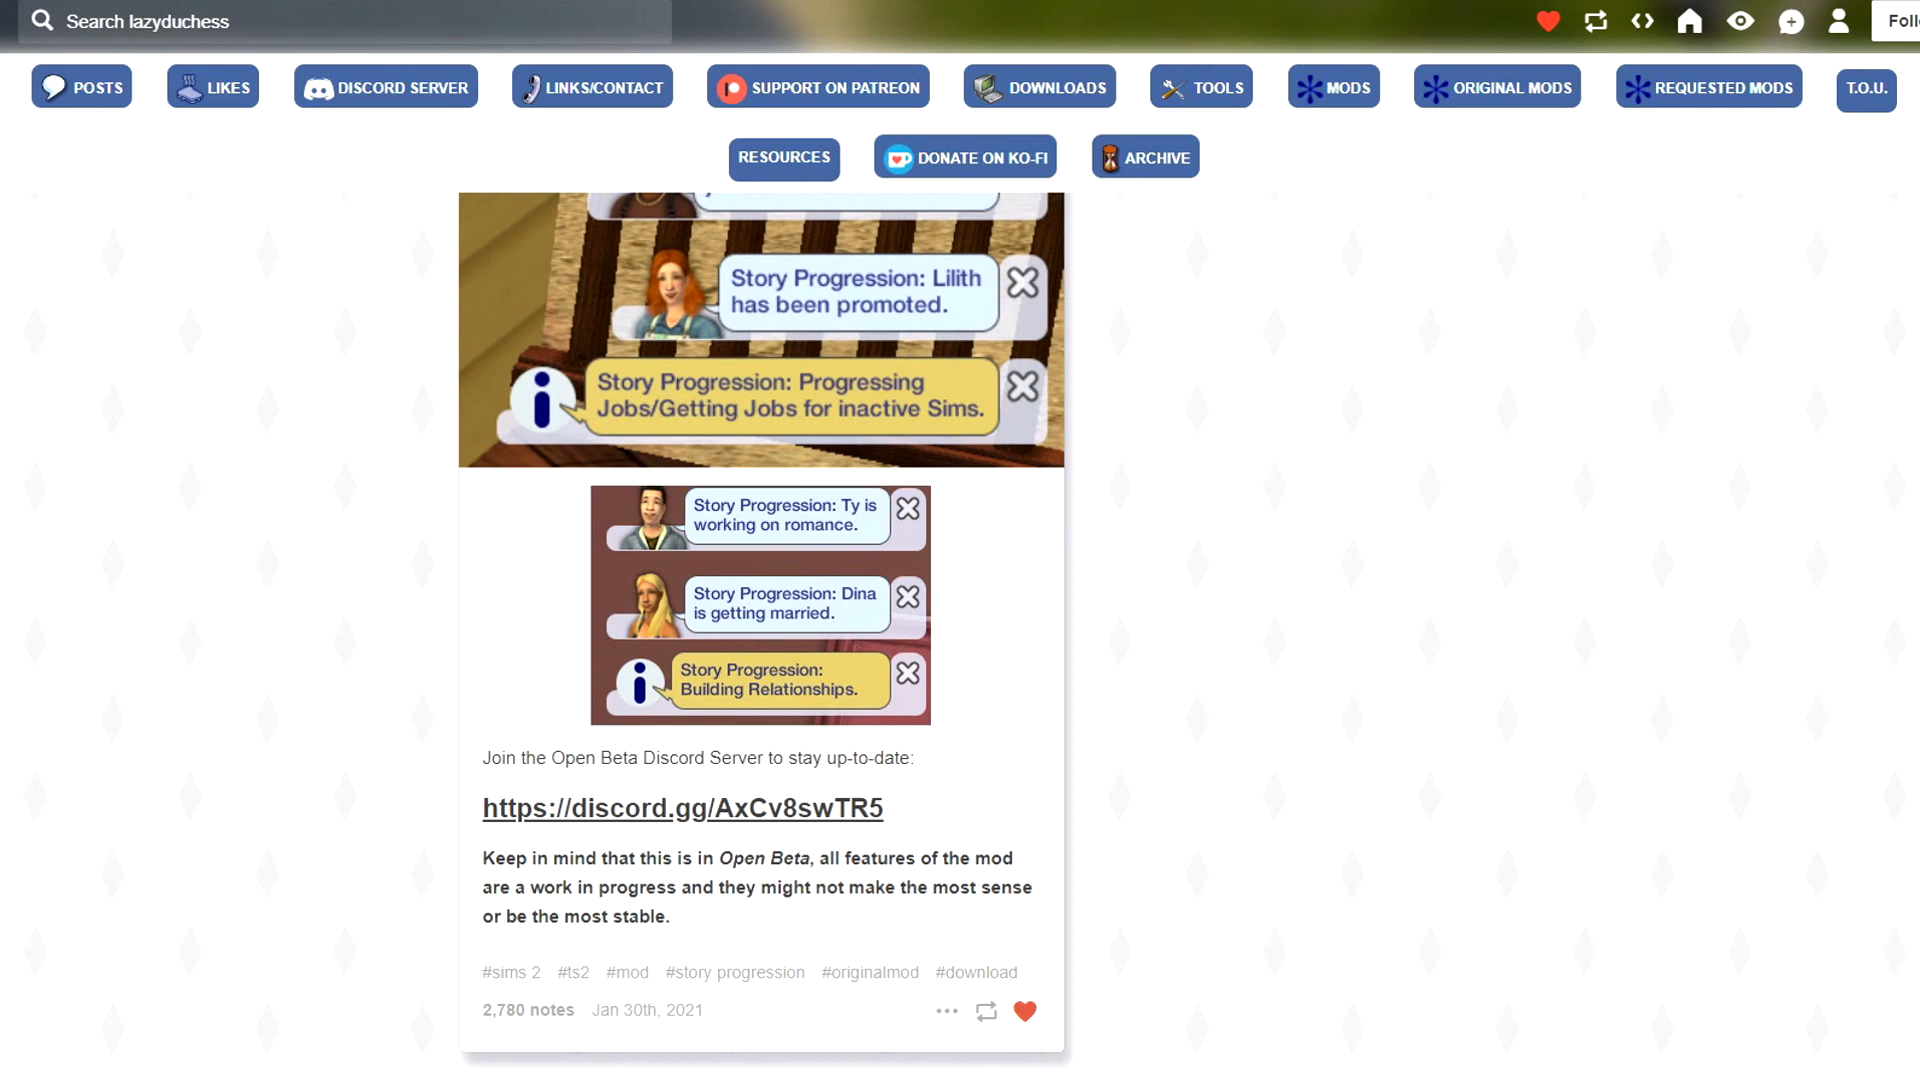 Search lazyduchess
POSTS
LIKES
DISCORD SERVER
LINKS/CONTACT
SUPPORT ON PATREON
DOWNLOADS
TOOLS
MODS
ORIGINAL MODS
REQUESTED MODS
T.O.U.
RESOURCES
DONATE ON KO-FI
ARCHIVE
Story Progression: Lilith
has been promoted.
Story Progression: Progressing
Jobs/Getting Jobs for inactive Sims.
Story Progression: Ty is
working on romance.
Story Progression: Dina
is getting married.
Story Progression:
Building Relationships.
Join the Open Beta Discord Server to stay up-to-date:
https://discord.gg/AxCv8swTR5
Keep in mind that this is in Open Beta, all features of the mod
are a work in progress and they might not make the most sense
or be the most stable.
#sims 2 #ts2 #mod #story progression #originalmod #download
2,780 notes Jan 30th, 2021